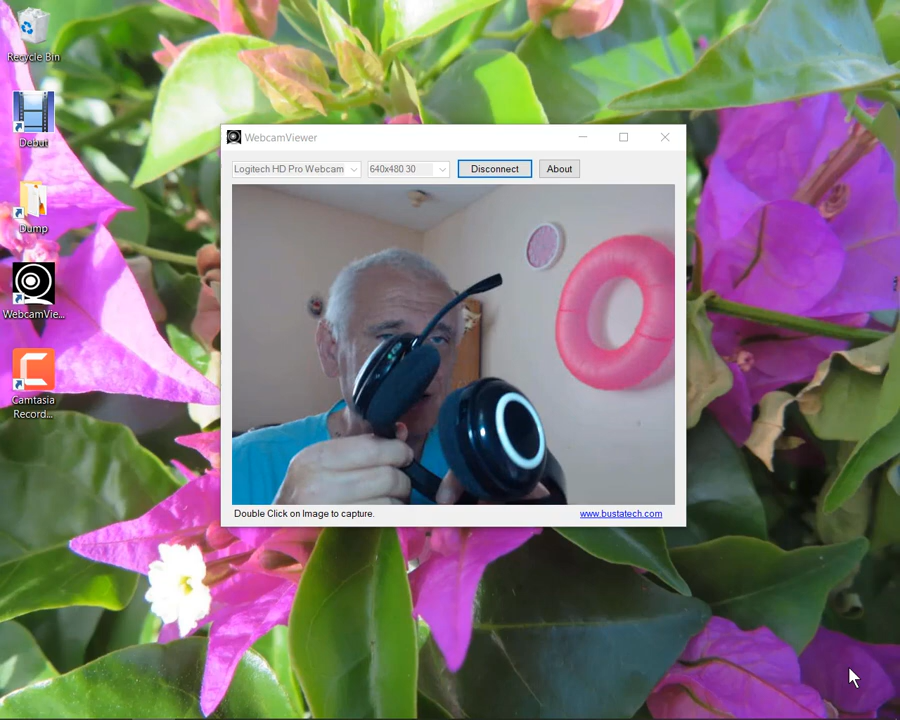 Recycle Bin
Debut
Dump
WebcamVie...
Camtasia
Record...
WebcamViewer
Logitech HD Pro Webcam
640x480 30
Disconnect
About
Double Click on Image to capture.
www.bustatech.com